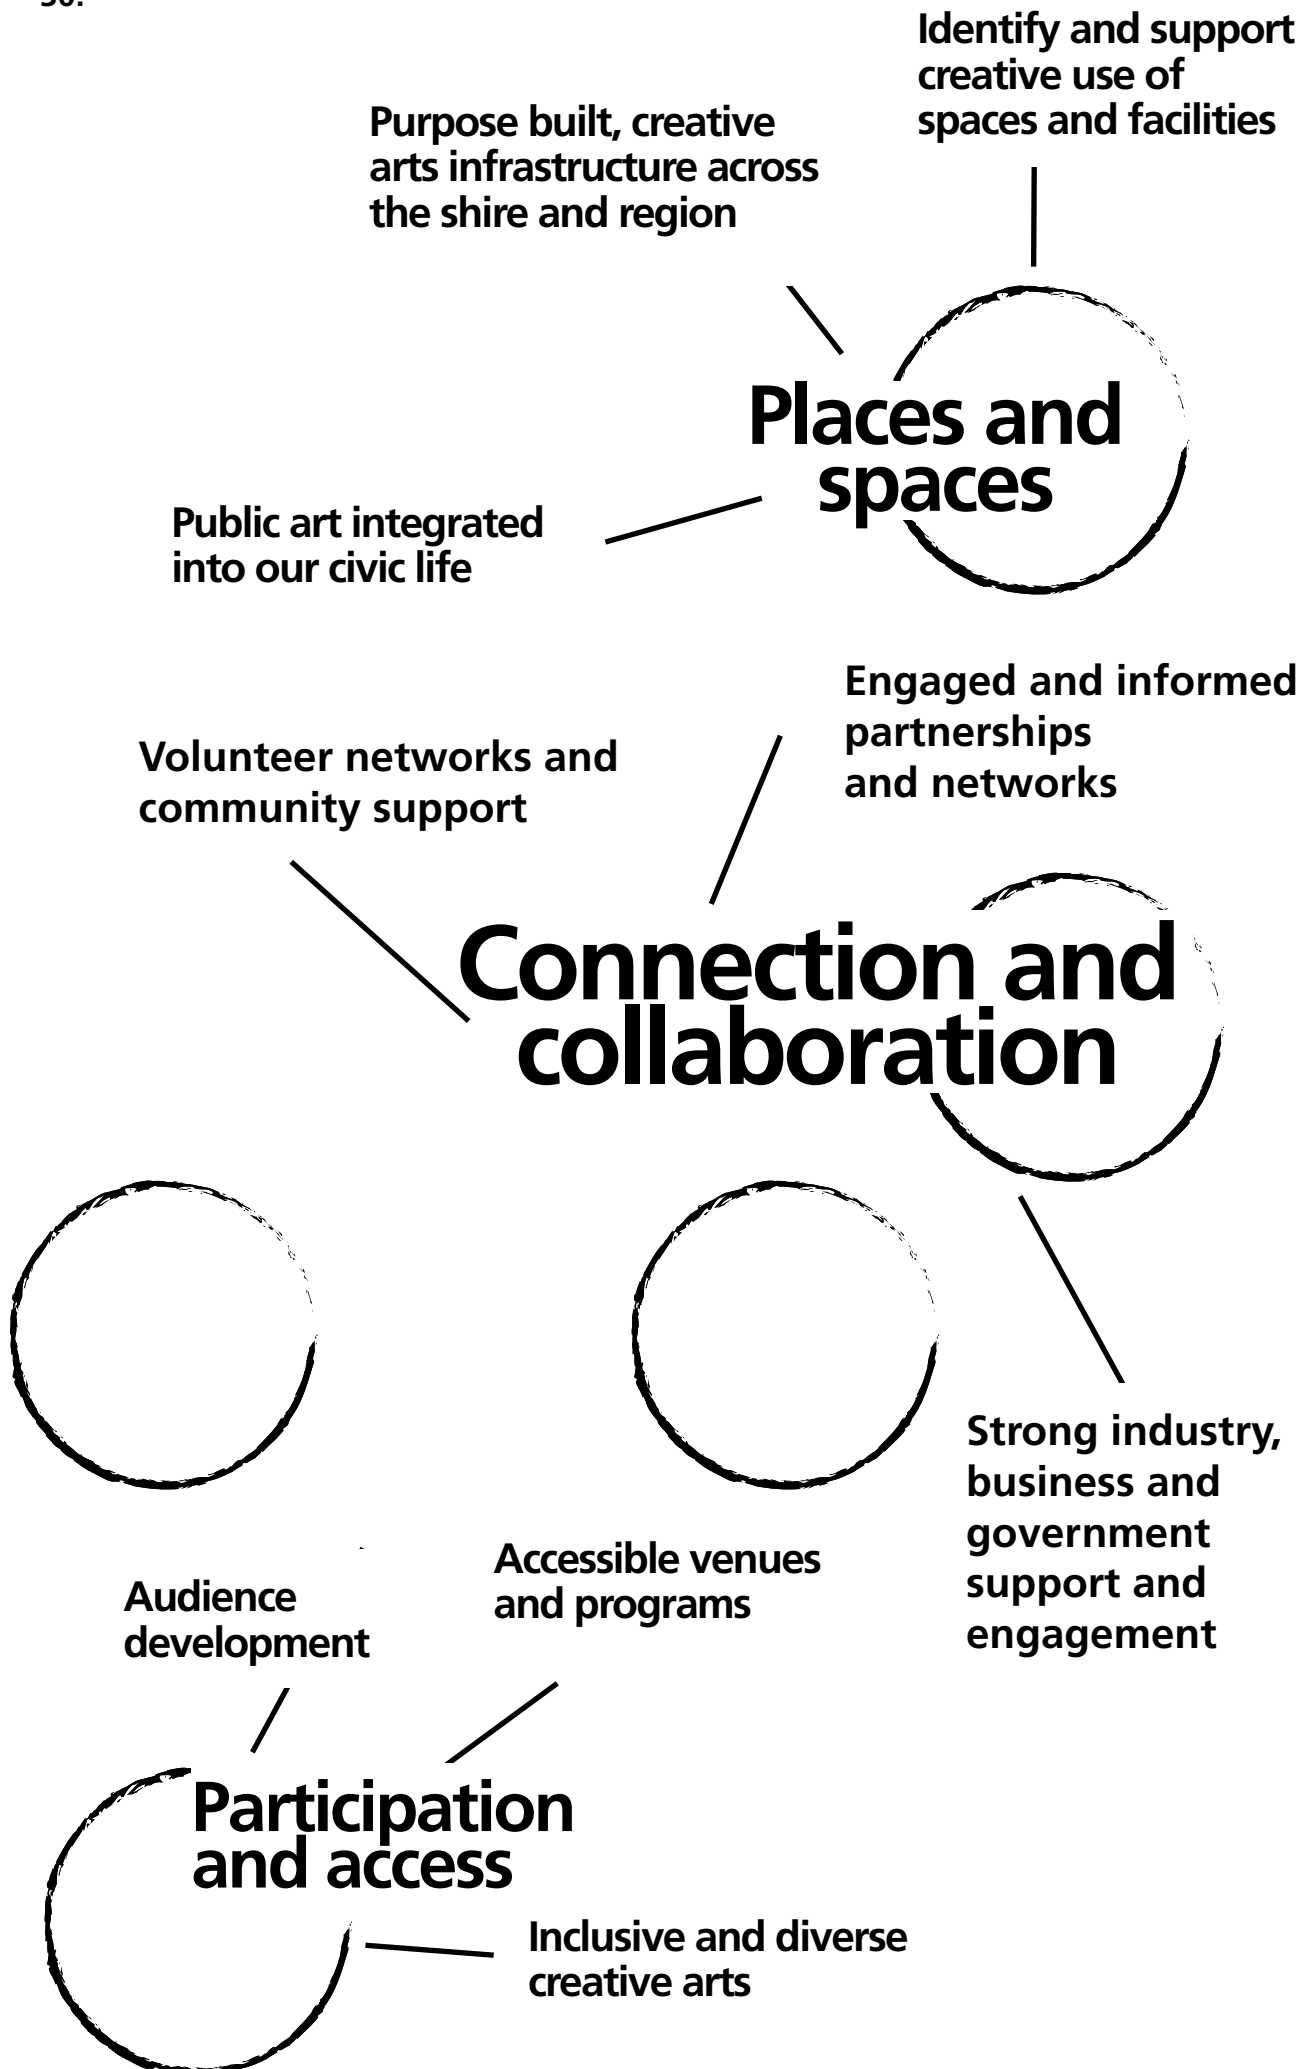 Identify and support
creative use of
spaces and facilities
Purpose built, creative
arts infrastructure across
the shire and region
Places and
spaces
Public art integrated
into our civic life
Engaged and informed
partnerships
and networks
Volunteer networks and
community support
Connection and
collaboration
Strong industry,
business and
government
support and
engagement
Accessible venues
and programs
Audience
development
Participation
and access
Inclusive and diverse
creative arts